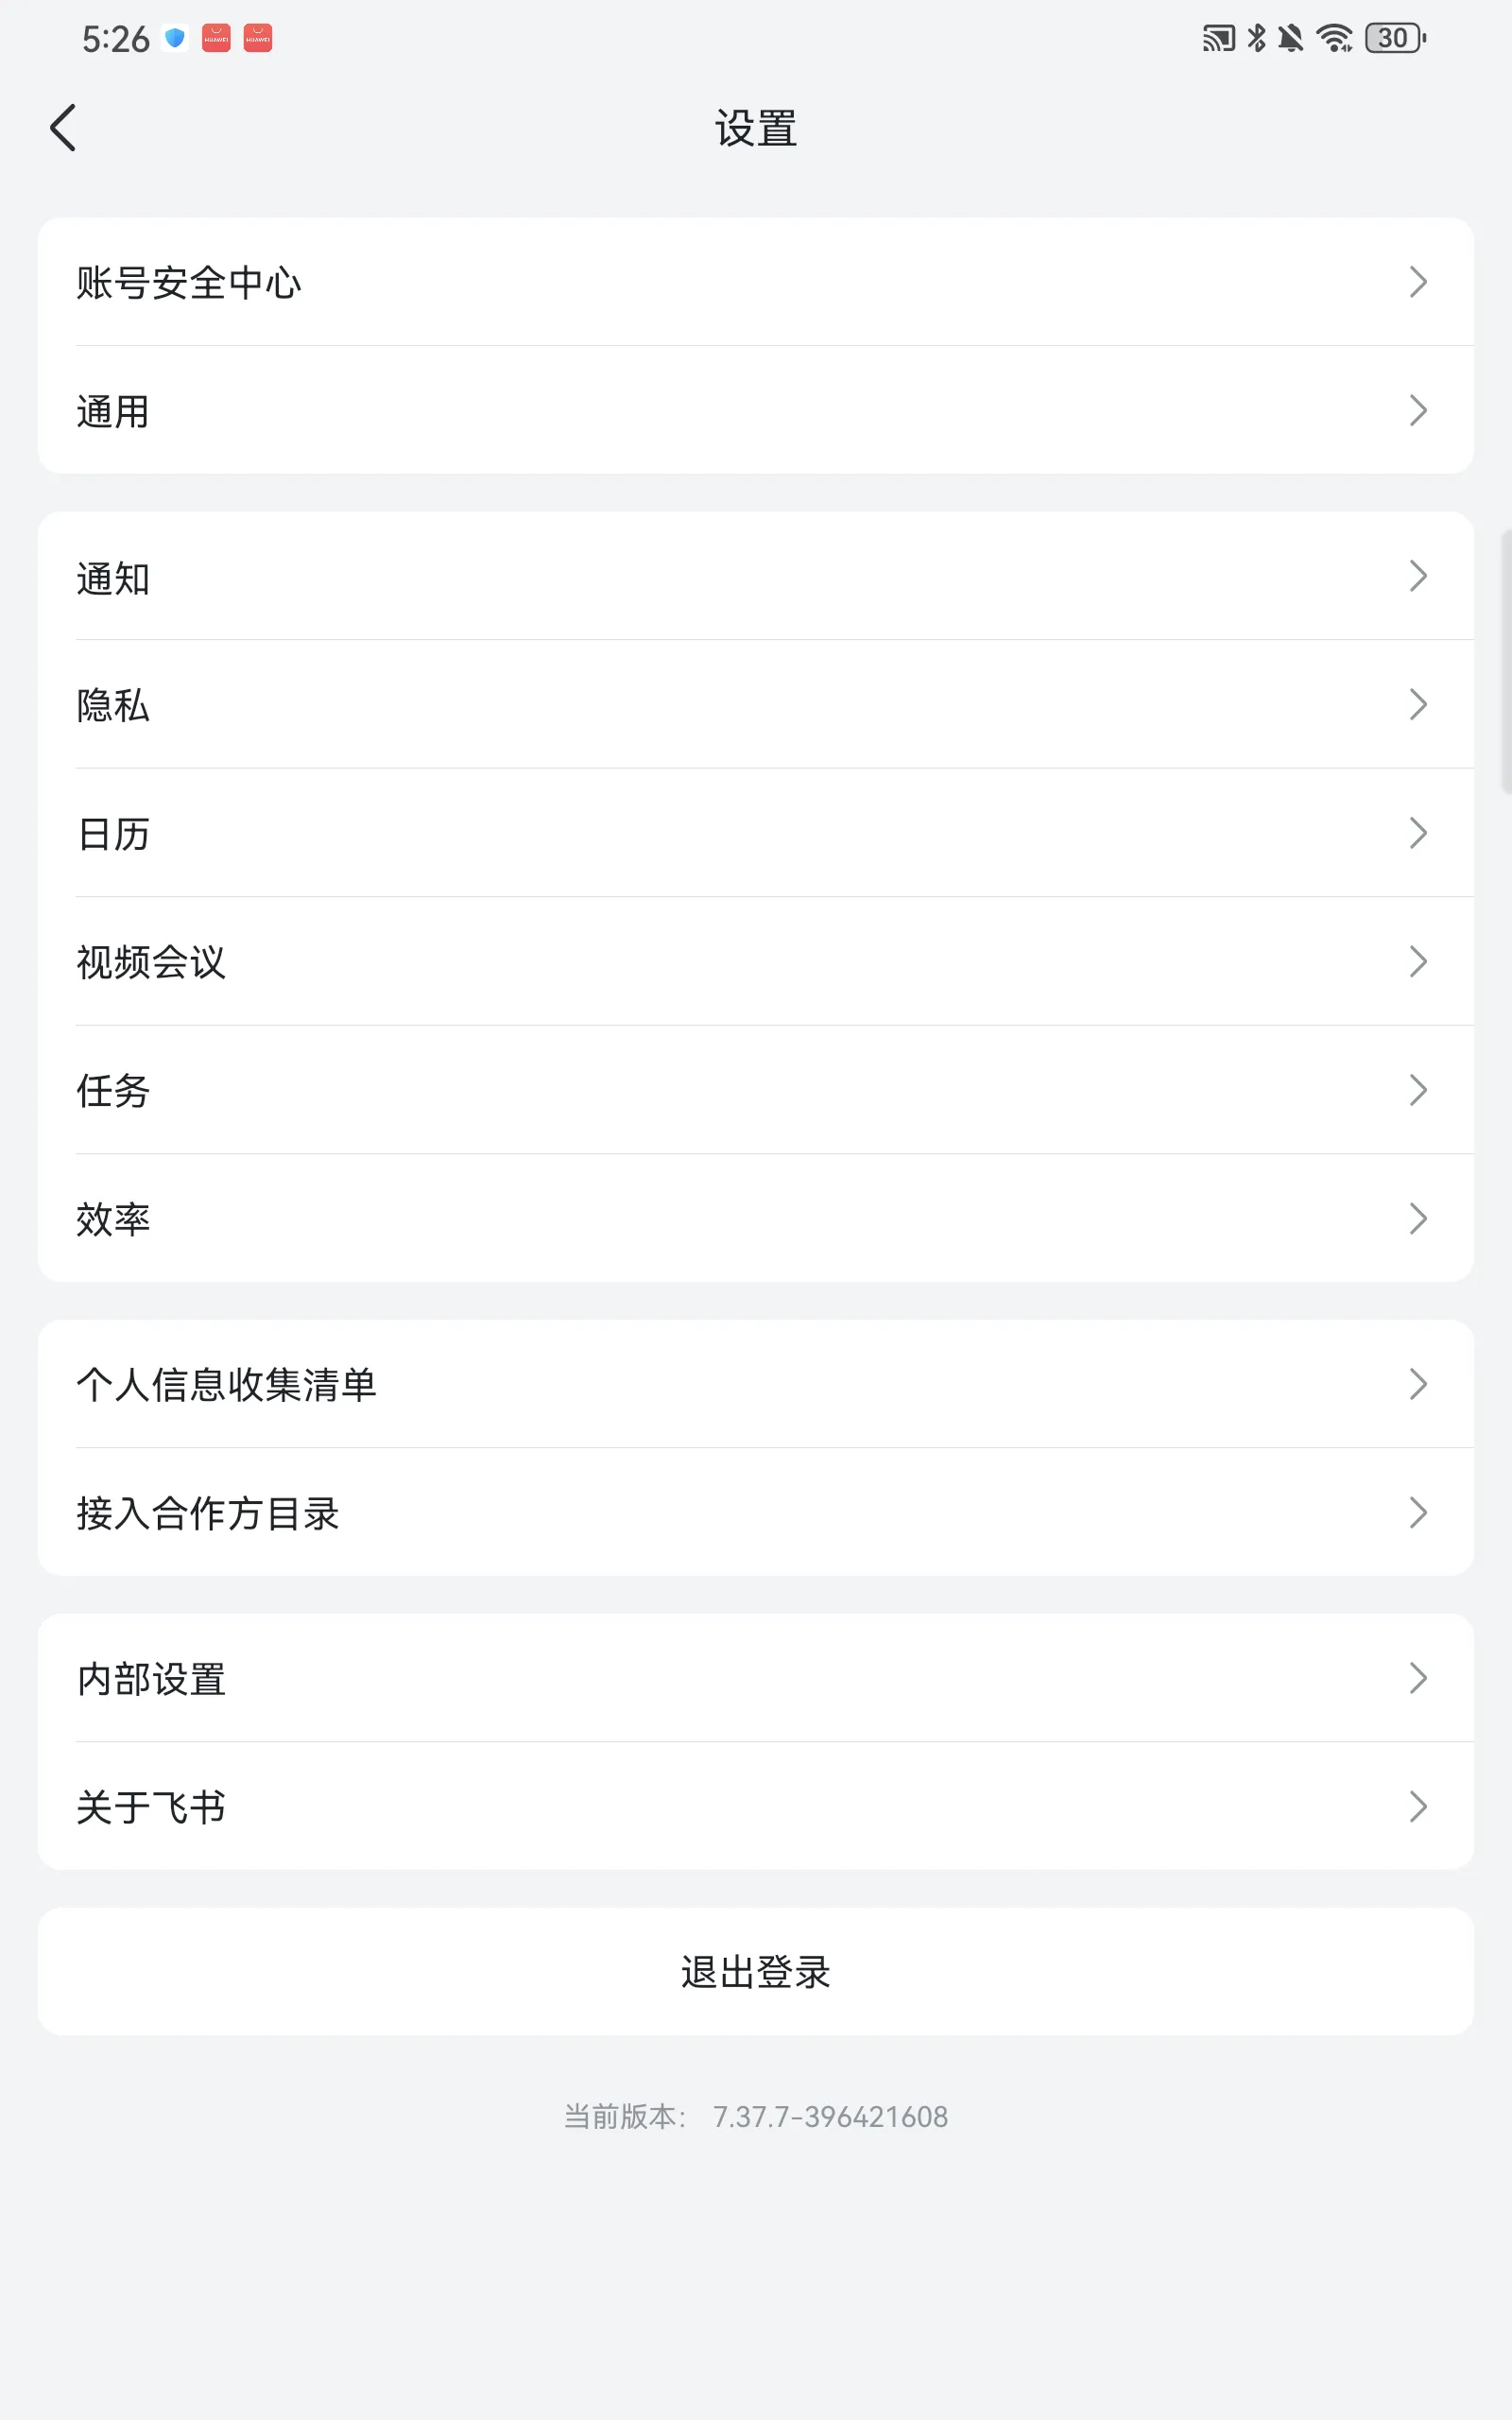 5:26
HUAWEI HUAWEI
30
设置
账号安全中心
通用
通知
隐私
日历
视频会议
任务
效率
个人信息收集清单
接入合作方目录
内部设置
关于飞书
退出登录
当前版本： 7.37.7-396421608